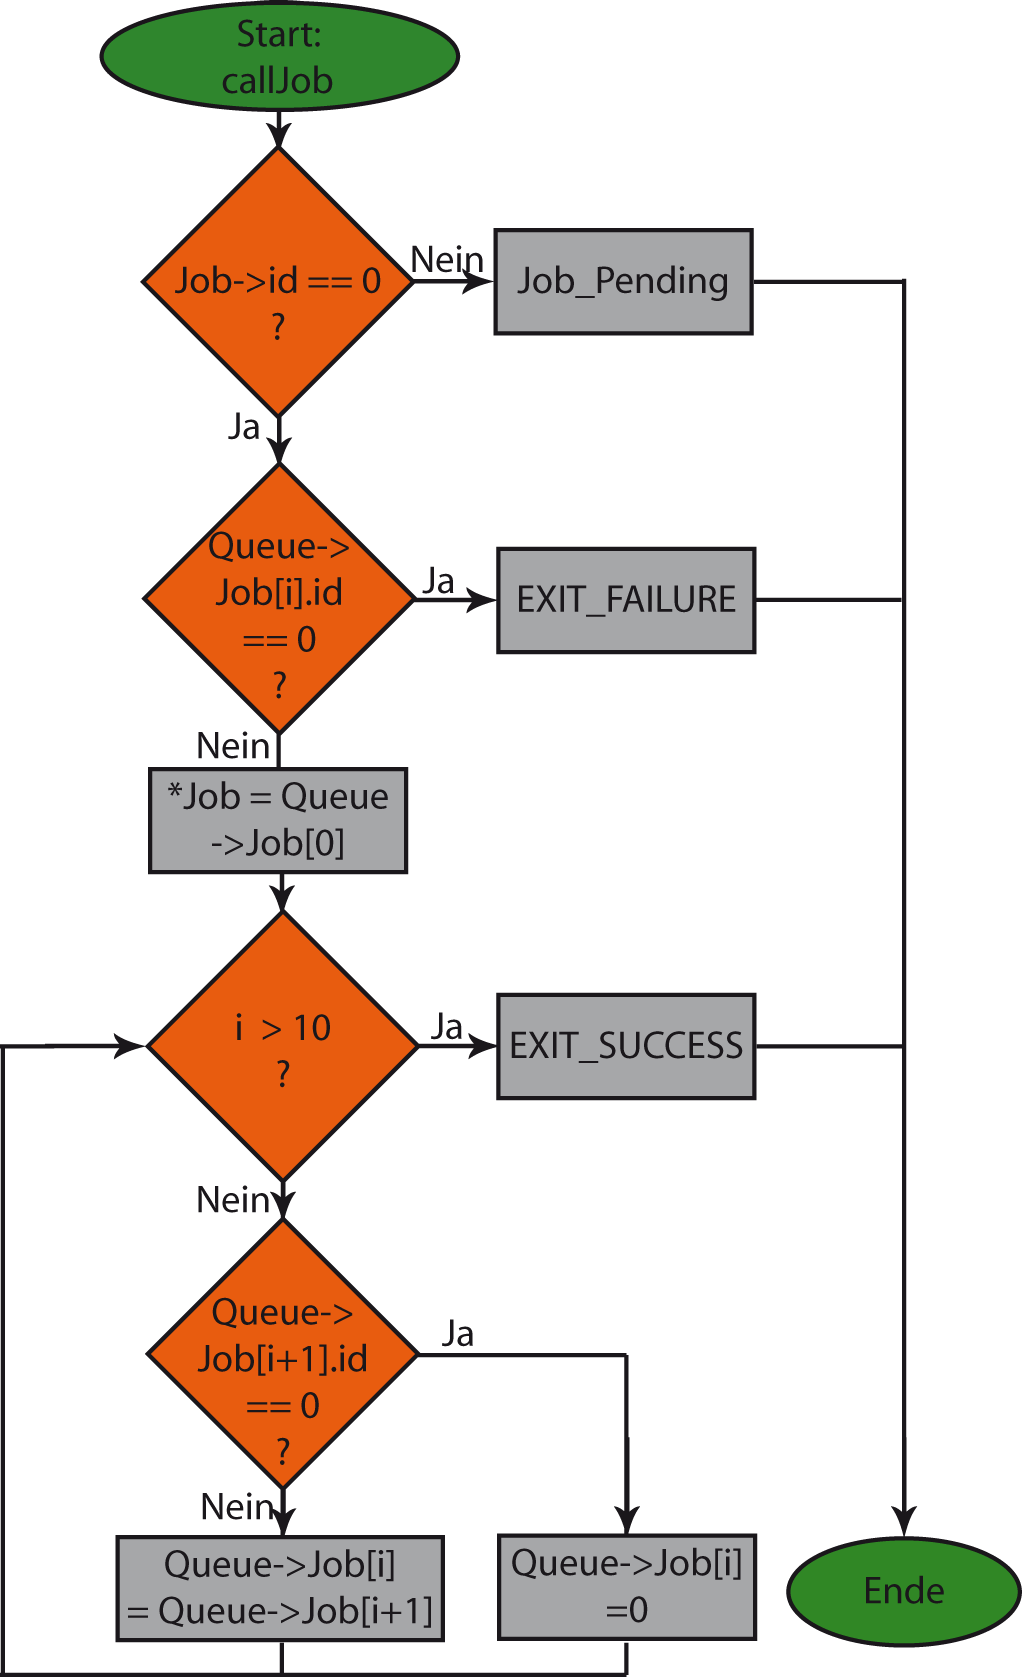 Start:
callJob
Job->id == 0
?
Nein
Job_Pending
Ja
Queue->
Job[i].id
== 0
?
Ja
EXIT_FAILURE
Nein
*Job = Queue
->Job[0]
i > 10
?
Ja
EXIT_SUCCESS
Nein
Queue->
Job[i+1].id
== 0
?
Ja
Nein
Queue->Job[i]
= Queue->Job[i+1]
Queue->Job[i]
=0
Ende